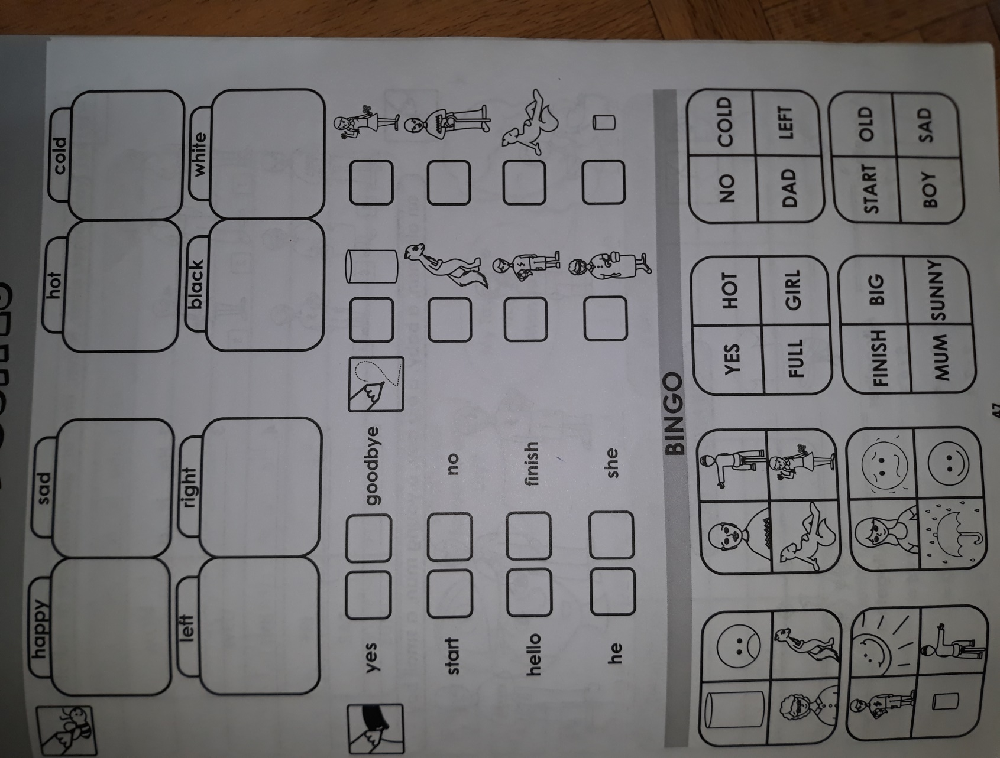 happy sad hot cold
left right black white
yes goodbye
start no
hello finish
he she
BINGO
YES HOT NO COLD
FULL GIRL DAD LEFT
FINISH BIG START OLD
MUM SUNNY BOY SAD
47